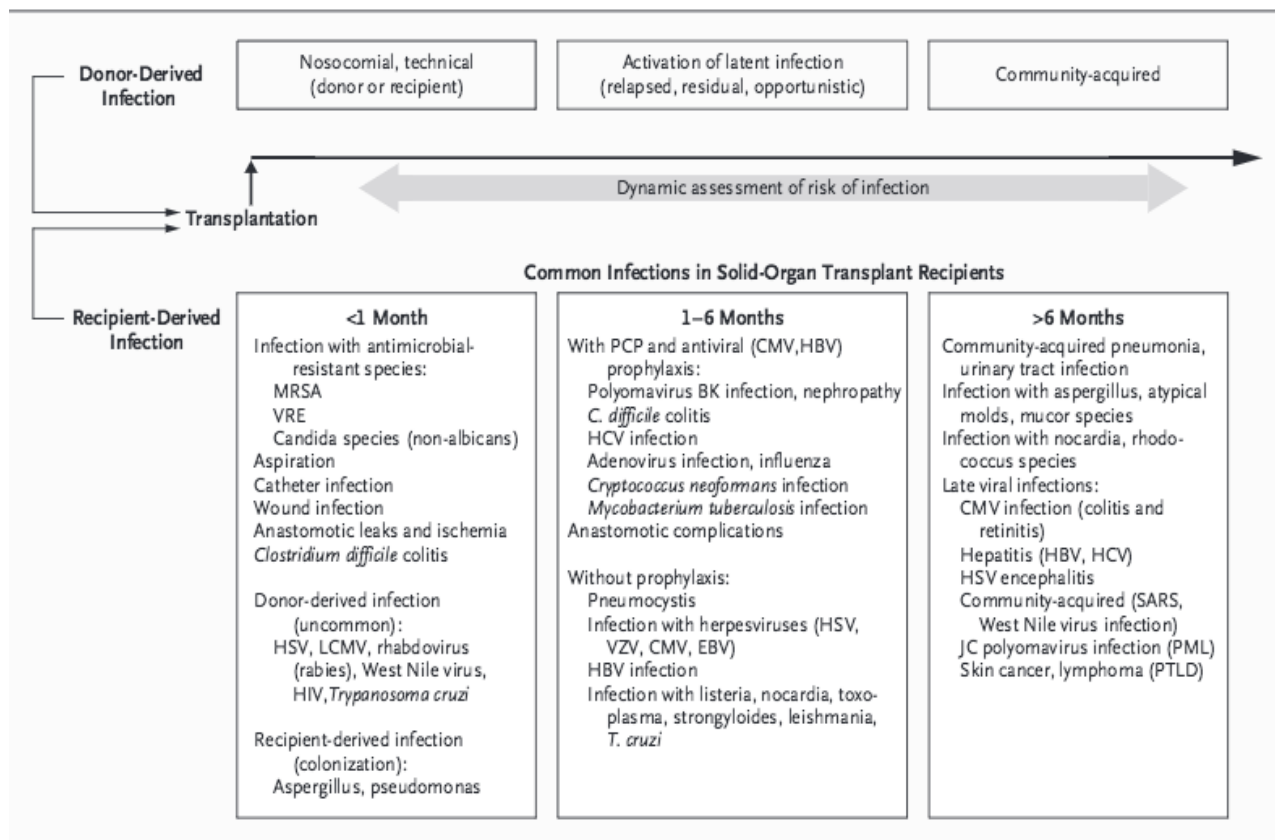 Donor-Derived
Infection
Nosocomial, technical
(donor or recipient)
Activation of latent infection
(relapsed, residual, opportunistic)
Community-acquired
Dynamic assessment of risk of infection
Transplantation
Common Infections in Solid-Organ Transplant Recipients
Recipient-Derived
Infection
<1 Month
Infection with antimicrobial-
resistant species:
MRSA
VRE
Candida species (non-albicans)
Aspiration
Catheter infection
Wound infection
Anastomotic leaks and ischemia
Clostridium difficile colitis
Donor-derived infection
(uncommon):
HSV, LCMV, rhabdovirus
(rabies), West Nile virus,
HIV, Trypanosoma cruzi
Recipient-derived infection
(colonization):
Aspergillus, pseudomonas
1–6 Months
With PCP and antiviral (CMV,HBV)
prophylaxis:
Polyomavirus BK infection, nephropathy
C. difficile colitis
HCV infection
Adenovirus infection, influenza
Cryptococcus neoformans infection
Mycobacterium tuberculosis infection
Anastomotic complications
Without prophylaxis:
Pneumocystis
Infection with herpesviruses (HSV,
VZV, CMV, EBV)
HBV infection
Infection with listeria, nocardia, toxo-
plasma, strongyloides, leishmania,
T. cruzi
>6 Months
Community-acquired pneumonia,
urinary tract infection
Infection with aspergillus, atypical
molds, mucor species
Infection with nocardia, rhodo-
coccus species
Late viral infections:
CMV infection (colitis and
retinitis)
Hepatitis (HBV, HCV)
HSV encephalitis
Community-acquired (SARS,
West Nile virus infection)
JC polyomavirus infection (PML)
Skin cancer, lymphoma (PTLD)